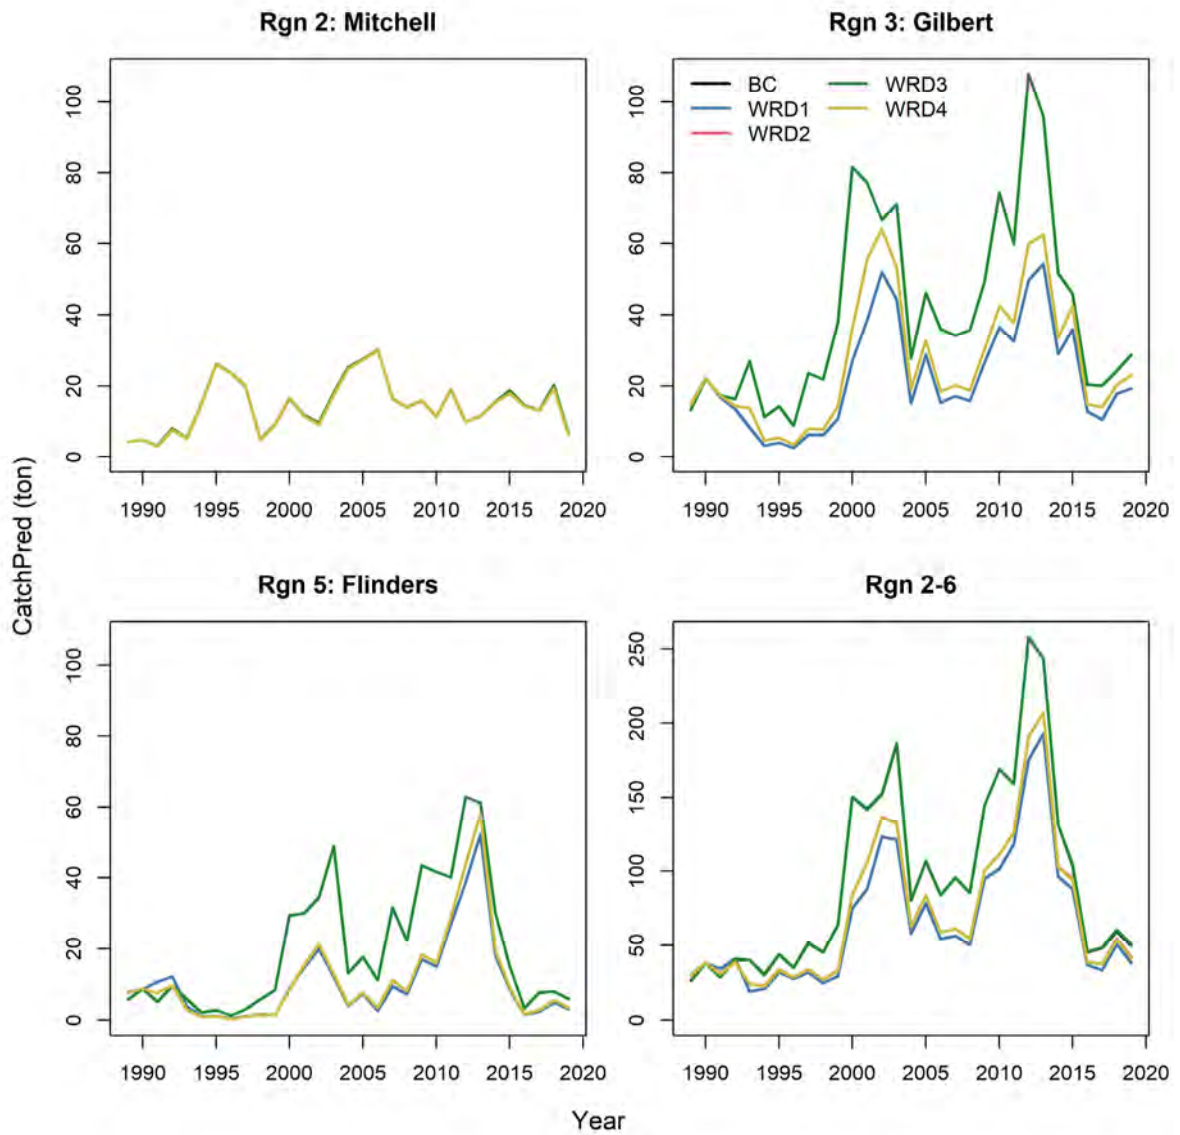 Rgn 2: Mitchell
0 20 40 60 80 100
1990 1995 2000 2005 2010 2015 2020
Rgn 3: Gilbert
BC WRD3
WRD1 WRD4
WRD2
0 20 40 60 80 100
1990 1995 2000 2005 2010 2015 2020
CatchPred (ton)
Rgn 5: Flinders
0 20 40 60 80 100
1990 1995 2000 2005 2010 2015 2020
Rgn 2-6
0 50 100 150 200 250
1990 1995 2000 2005 2010 2015 2020
Year